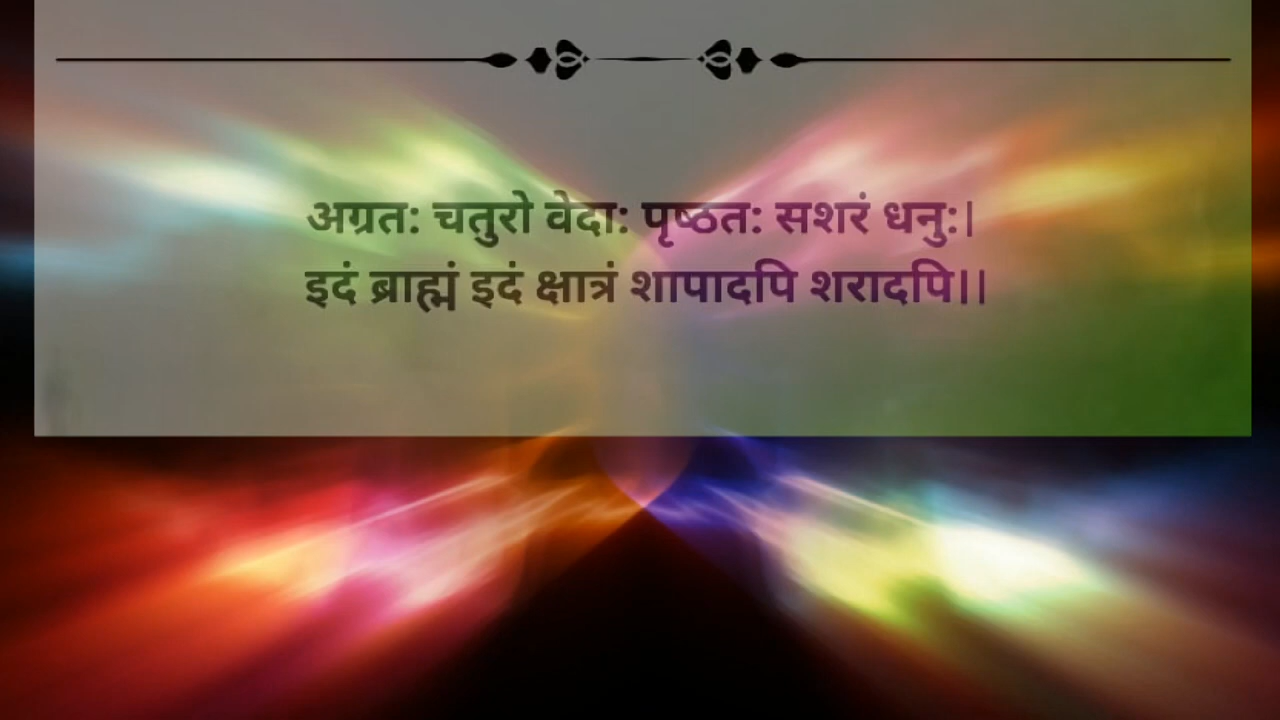 अग्रत: चतुरो वेदा: पृष्ठत: सशरं धनु:।
इदं ब्राह्मं इदं क्षात्रं शापादपि शरादपि।।